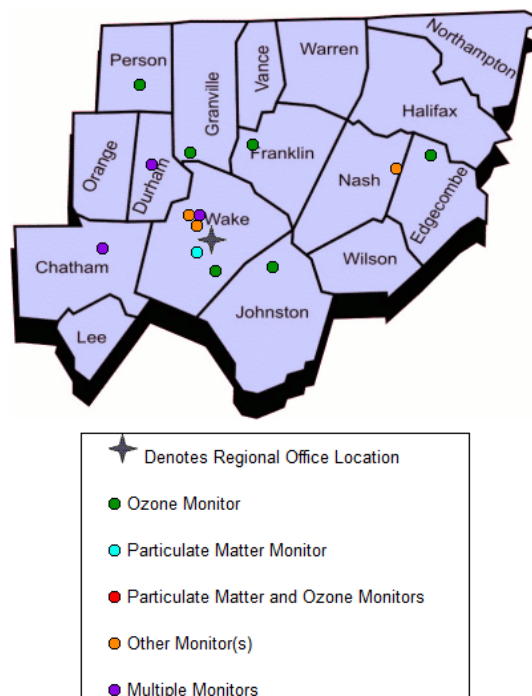 Person
Granville
Vance
Warren
Northampton
Halifax
Orange
Durham
Franklin
Nash
Edgecombe
Wake
Chatham
Wilson
Lee
Johnston
Denotes Regional Office Location
Ozone Monitor
Particulate Matter Monitor
Particulate Matter and Ozone Monitors
Other Monitor(s)
Multiple Monitors